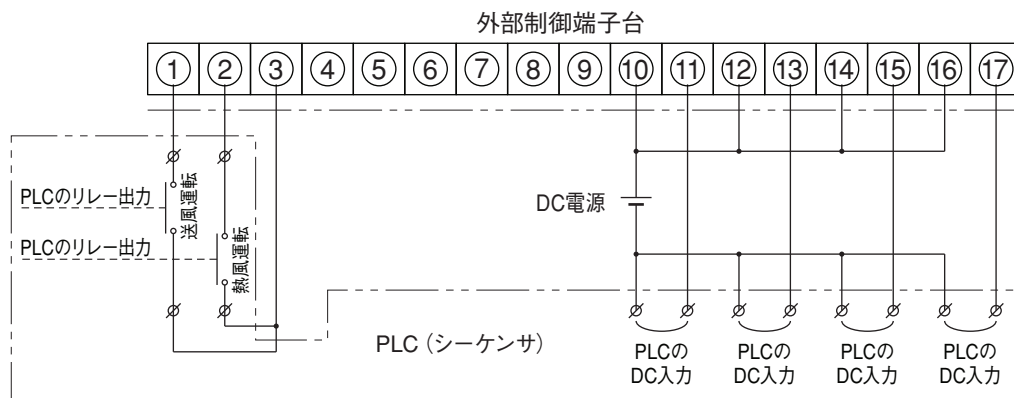 外部制御端子台
① ② ③ ④ ⑤ ⑥ ⑦ ⑧ ⑨ ⑩ ⑪ ⑫ ⑬ ⑭ ⑮ ⑯ ⑰
PLCのリレー出力
送風運転
PLCのリレー出力
熱風運転
DC電源
PLC（シーケンサ）
PLCの
DC入力
PLCの
DC入力
PLCの
DC入力
PLCの
DC入力